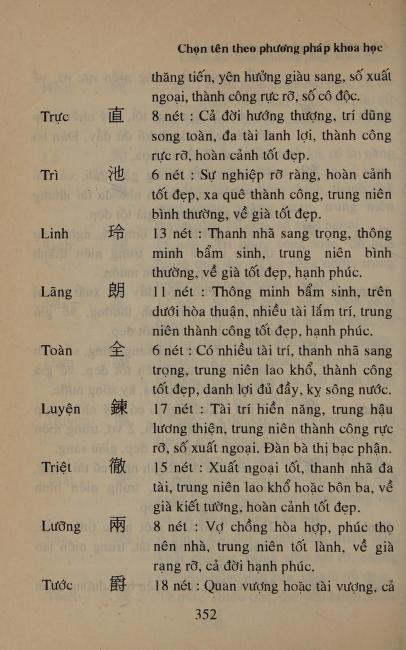 Chọn tên theo phương pháp khoa học
thăng tiến, yên hưởng giàu sang, số xuất
ngoại, thành công rực rỡ, số cô độc.
Trực 直 8 nét : Cả đời hướng thượng, trí dũng
song toàn, đa tài lanh lợi, thành công
rực rỡ, hoàn cảnh tốt đẹp.
Trì 池 6 nét : Sự nghiệp rỡ ràng, hoàn cảnh
tốt đẹp, xa quê thành công, trung niên
bình thường, về già tốt đẹp.
Linh 玲 13 nét : Thanh nhã sang trọng, thông
minh bẩm sinh, trung niên bình
thường, về già tốt đẹp, hạnh phúc.
Lãng 朗 11 nét : Thông minh bẩm sinh, trên
dưới hòa thuận, nhiều tài lắm trí, trung
niên thành công tốt đẹp, hạnh phúc.
Toàn 全 6 nét : Có nhiều tài trí, thanh nhã sang
trọng, trung niên lao khổ, thành công
tốt đẹp, danh lợi đủ đầy, kỵ sông nước.
Luyện 鍊 17 nét : Tài trí hiền năng, trung hậu
lương thiện, trung niên thành công rực
rỡ, số xuất ngoại. Đàn bà thị bạc phận.
Triệt 徹 15 nét : Xuất ngoại tốt, thanh nhã đa
tài, trung niên lao khổ hoặc bôn ba, về
già kiết tường, hoàn cảnh tốt đẹp.
Lưỡng 兩 8 nét : Vợ chồng hòa hợp, phúc thọ
nên nhà, trung niên tốt lành, về già
rạng rỡ, cả đời hạnh phúc.
Tước 爵 18 nét : Quan vượng hoặc tài vượng, cả
352